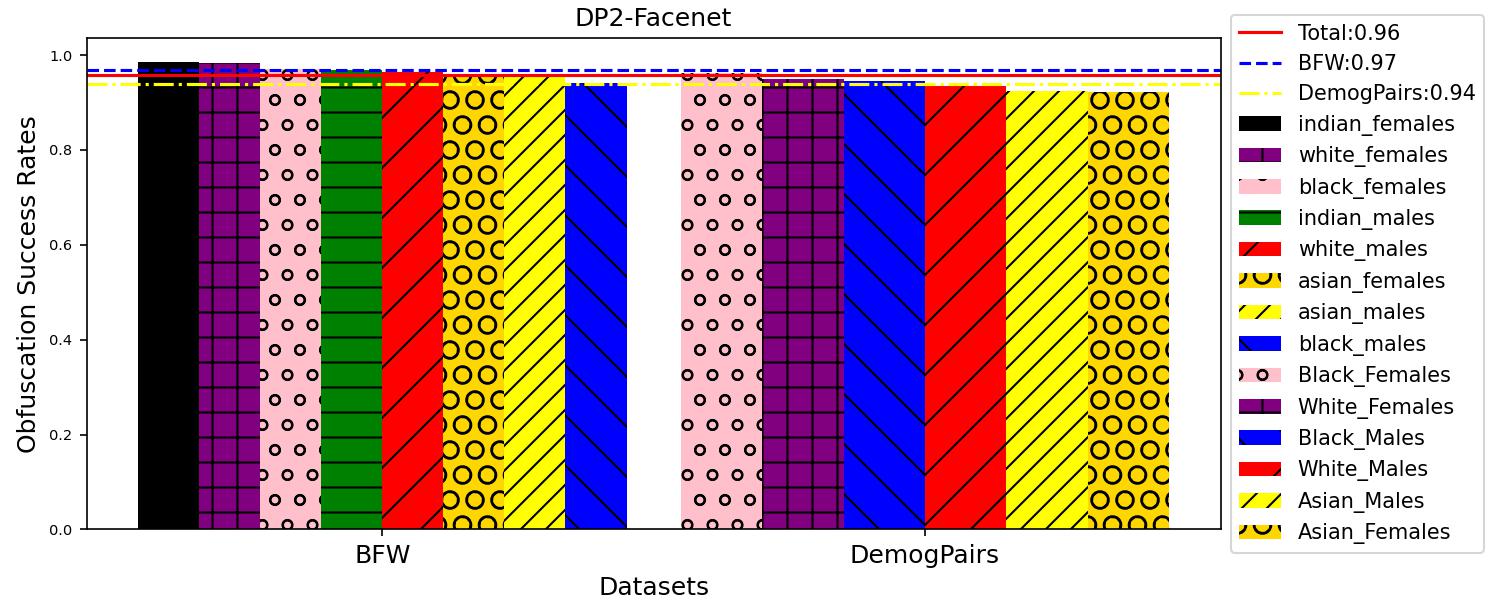 DP2-Facenet
Obfuscation Success Rates
1.0
0.8
0.6
0.4
0.2
0.0
BFW
DemogPairs
Datasets
Total:0.96
BFW:0.97
DemogPairs:0.94
indian_females
white_females
black_females
indian_males
white_males
asian_females
asian_males
black_males
Black_Females
White_Females
Black_Males
White_Males
Asian_Males
Asian_Females